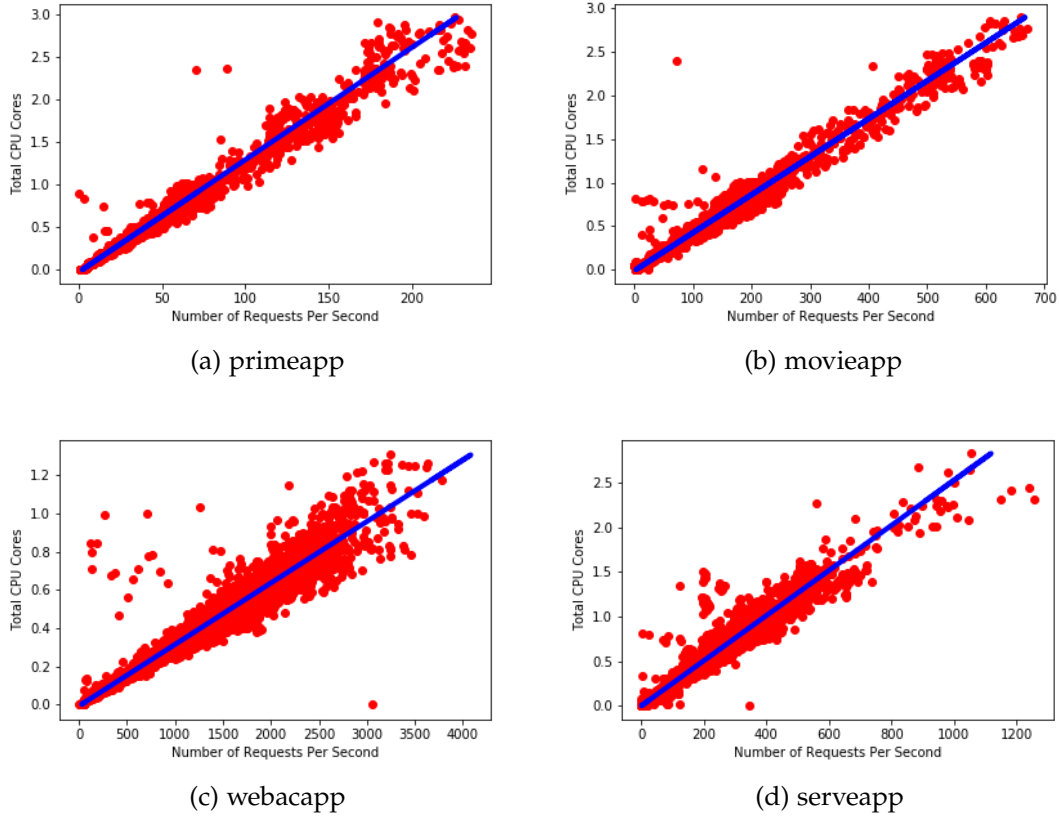 3.0
2.5
2.0
1.5
1.0
0.5
0.0
Total CPU Cores
0 50 100 150 200
Number of Requests Per Second
(a) primeapp
3.0
2.5
2.0
1.5
1.0
0.5
0.0
Total CPU Cores
0 100 200 300 400 500 600 700
Number of Requests Per Second
(b) movieapp
1.2
1.0
0.8
0.6
0.4
0.2
0.0
Total CPU Cores
0 500 1000 1500 2000 2500 3000 3500 4000
Number of Requests Per Second
(c) webacapp
2.5
2.0
1.5
1.0
0.5
0.0
Total CPU Cores
0 200 400 600 800 1000 1200
Number of Requests Per Second
(d) serveapp